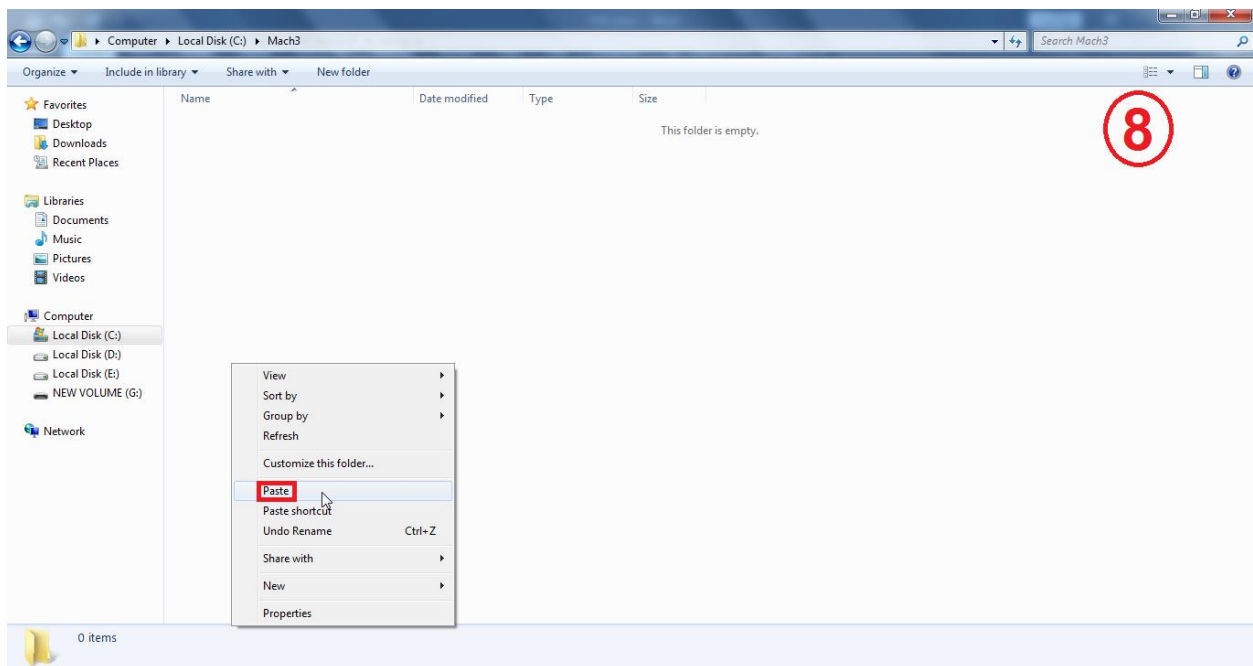 Computer Local Disk (C:) Mach3
Search Mach3
Organize Include in library Share with New folder
Name Date modified Type Size
This folder is empty.
8
Favorites
Desktop
Downloads
Recent Places
Libraries
Documents
Music
Pictures
Videos
Computer
Local Disk (C:)
Local Disk (D:)
Local Disk (E:)
NEW VOLUME (G:)
Network
View
Sort by
Group by
Refresh
Customize this folder...
Paste
Paste shortcut
Undo Rename Ctrl+Z
Share with
New
Properties
0 items